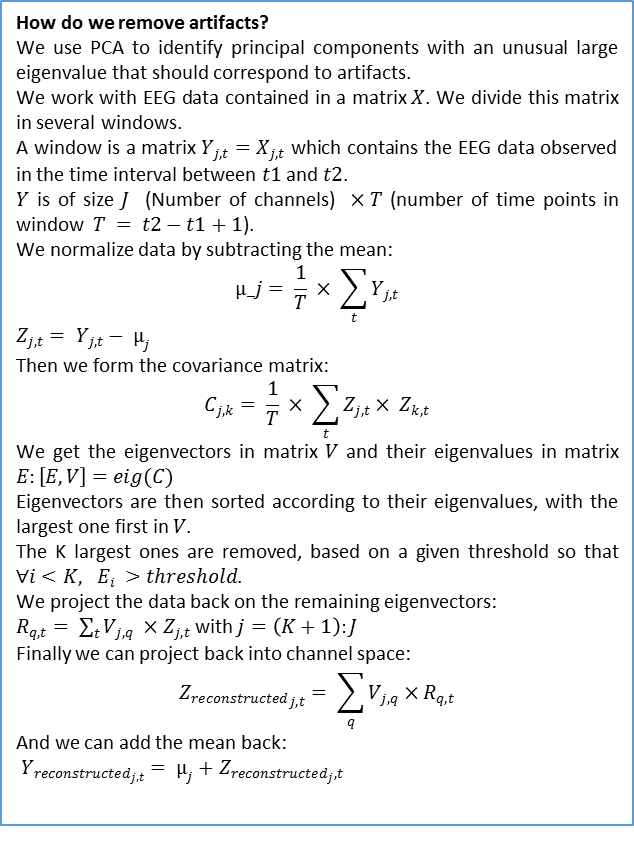 How do we remove artifacts?
We use PCA to identify principal components with an unusual large
eigenvalue that should correspond to artifacts.
We work with EEG data contained in a matrix X. We divide this matrix
in several windows.
A window is a matrix Y_{j,t} = X_{j,t} which contains the EEG data observed
in the time interval between t1 and t2.
Y is of size J (Number of channels) × T (number of time points in
window T = t2 − t1 + 1).
We normalize data by subtracting the mean:
μ_j = \frac{1}{T} × \sum_{t} Y_{j,t}
Z_{j,t} = Y_{j,t} − μ_j
Then we form the covariance matrix:
C_{j,k} = \frac{1}{T} × \sum_{t} Z_{j,t} × Z_{k,t}
We get the eigenvectors in matrix V and their eigenvalues in matrix
E: [E, V] = eig(C)
Eigenvectors are then sorted according to their eigenvalues, with the
largest one first in V.
The K largest ones are removed, based on a given threshold so that
∀i < K, E_i > threshold.
We project the data back on the remaining eigenvectors:
R_{q,t} = \sum_t V_{j,q} × Z_{j,t} with j = (K + 1): J
Finally we can project back into channel space:
Z_{reconstructed j,t} = \sum_{q} V_{j,q} × R_{q,t}
And we can add the mean back:
Y_{reconstructed j,t} = μ_j + Z_{reconstructed j,t}